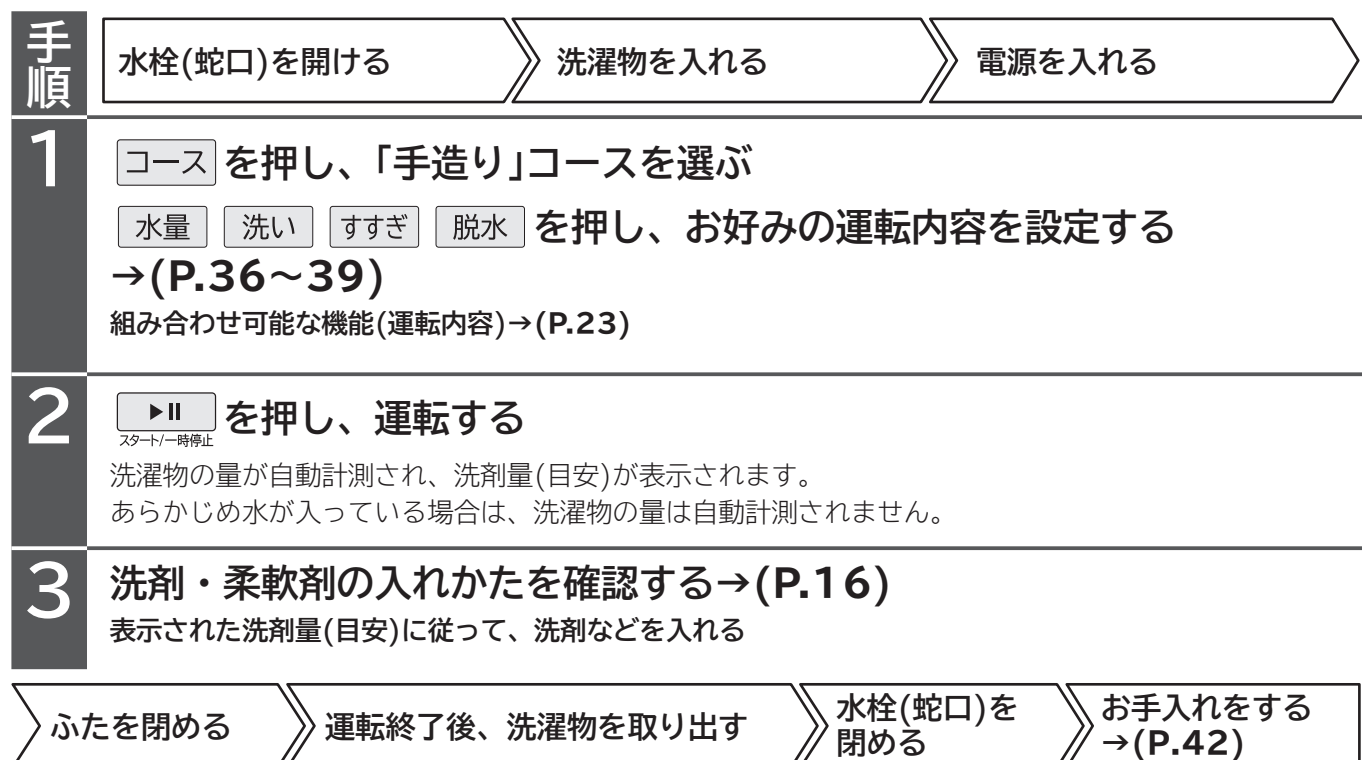 手順
水栓(蛇口)を開ける
洗濯物を入れる
電源を入れる
1
コース を押し、「手造り」コースを選ぶ
水量 洗い すすぎ 脱水 を押し、お好みの運転内容を設定する
→(P.36～39)
組み合わせ可能な機能(運転内容)→(P.23)
2
▶II を押し、運転する
スタート/一時停止
洗濯物の量が自動計測され、洗剤量(目安)が表示されます。
あらかじめ水が入っている場合は、洗濯物の量は自動計測されません。
3
洗剤・柔軟剤の入れかたを確認する→(P.16)
表示された洗剤量(目安)に従って、洗剤などを入れる
ふたを閉める
運転終了後、洗濯物を取り出す
水栓(蛇口)を
閉める
お手入れをする
→(P.42)